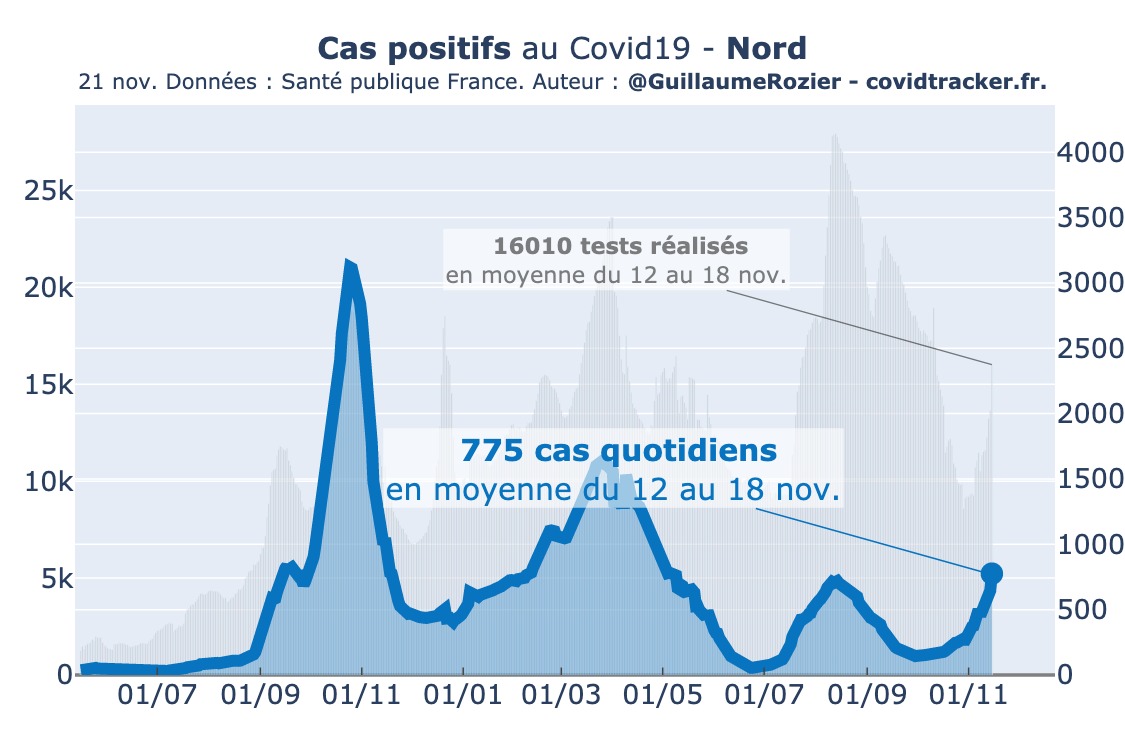 Cas positifs au Covid19 - Nord
21 nov. Données : Santé publique France. Auteur : @GuillaumeRozier - covidtracker.fr.
4000
25k
3500
16010 tests réalisés
en moyenne du 12 au 18 nov.
20k
3000
2500
15k
2000
775 cas quotidiens
en moyenne du 12 au 18 nov.
10k
1500
1000
5k
500
0
0
01/07 01/09 01/11 01/01 01/03 01/05 01/07 01/09 01/11